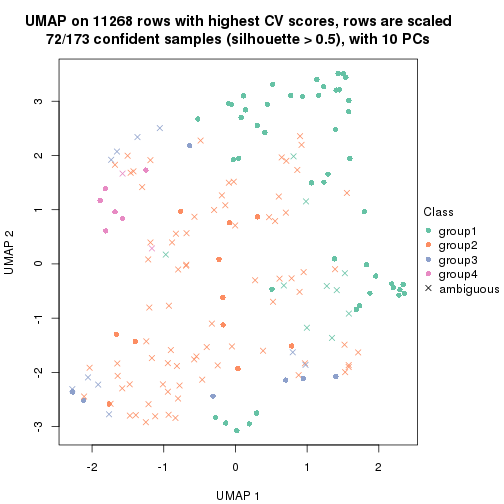 UMAP on 11268 rows with highest CV scores, rows are scaled
72/173 confident samples (silhouette > 0.5), with 10 PCs
3
2
1
0
-1
-2
-3
UMAP 2
-2
-1
0
1
2
UMAP 1
Class
group1
group2
group3
group4
ambiguous